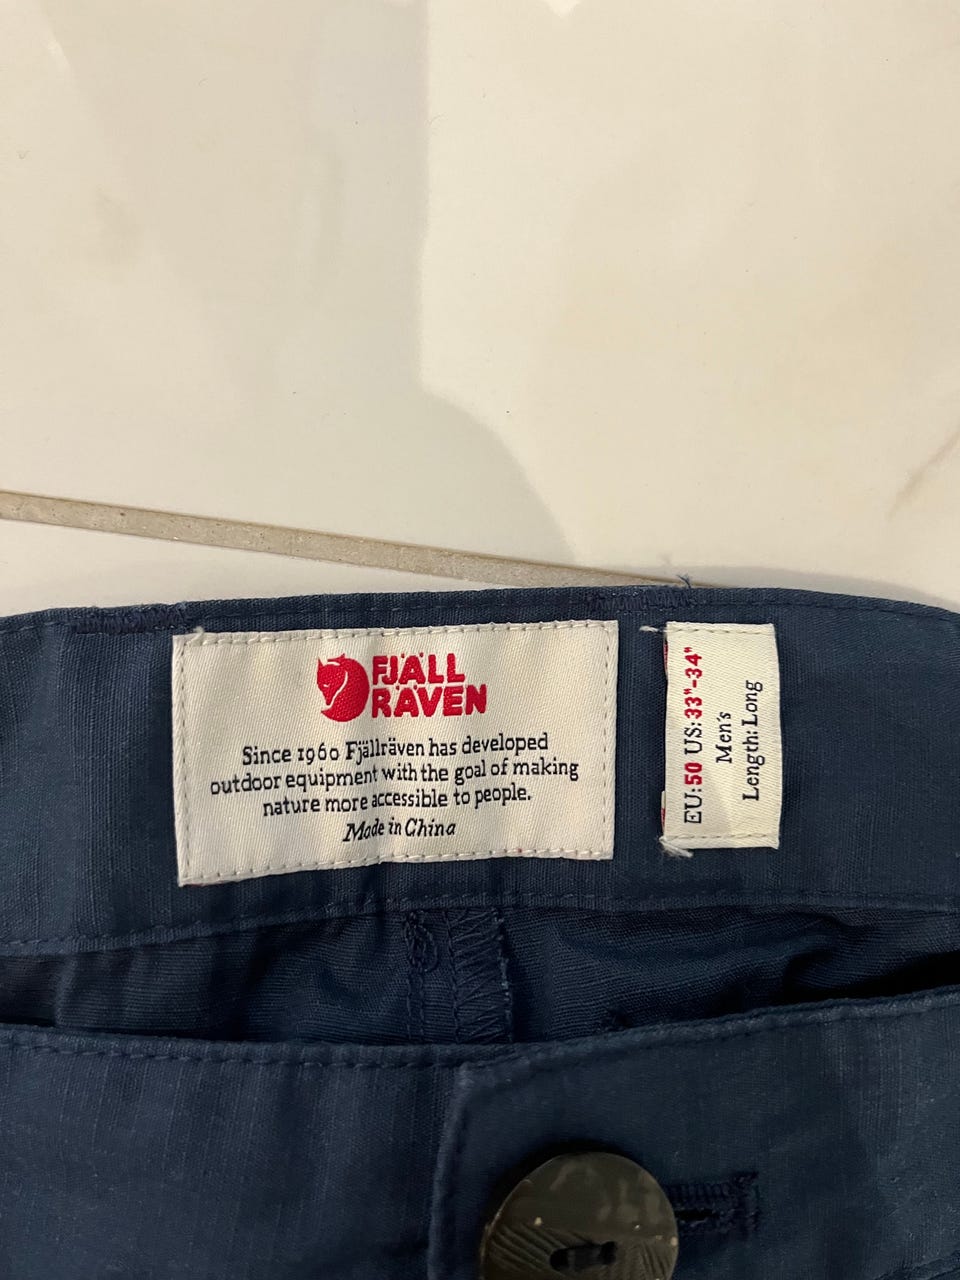 FJÄLL
RÄVEN
Since 1960 Fjällräven has developed
outdoor equipment with the goal of making
nature more accessible to people.
Made in China
EU:50 US:33"-34"
Men's
Length: Long